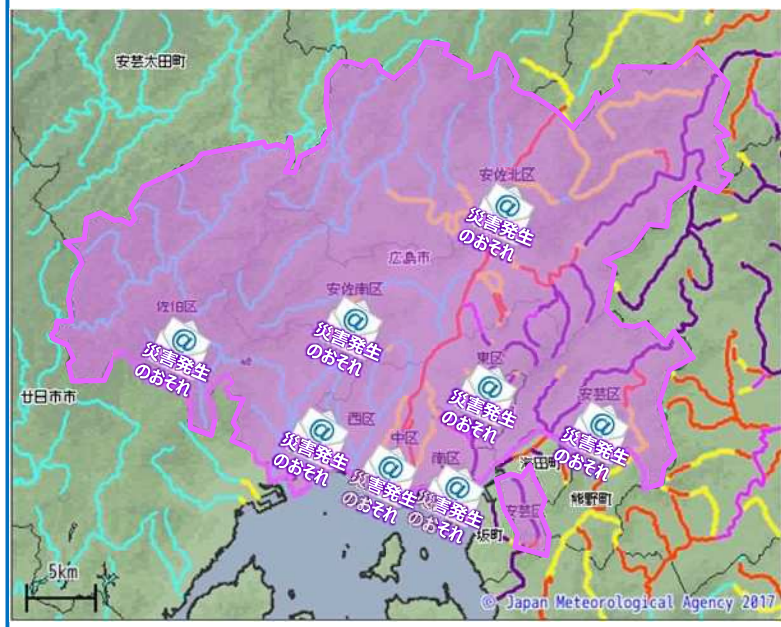 安芸太田町
安佐北区
@
災害発生
のおそれ
広島市
安佐南区
@
災害発生
のおそれ
佐伯区
@
災害発生
のおそれ
廿日市市
東区
@
災害発生
のおそれ
安芸区
@
災害発生
のおそれ
西区
@
災害発生
のおそれ
中区
@
災害発生
のおそれ
南区
@
災害発生
のおそれ
海田町
熊野町
安芸区
坂町
5km
© Japan Meteorological Agency 2017